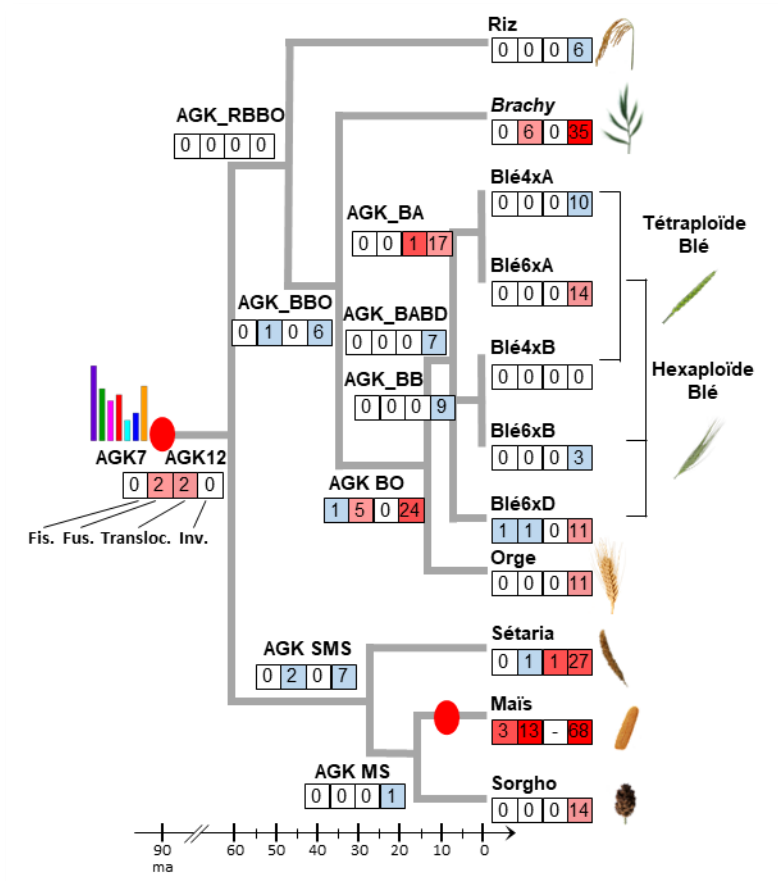 Riz
0 0 0 6
Brachy
0 6 0 35
AGK_RBBO
0 0 0 0
Blé4xA
0 0 0 10
AGK_BA
0 0 1 17
Tétraploïde
Blé
Blé6xA
0 0 0 14
AGK_BBO
0 1 0 6
AGK_BABD
0 0 0 7
Blé4xB
0 0 0 0
Hexaploïde
Blé
AGK_BB
0 0 0 9
Blé6xB
0 0 0 3
AGK7 AGK12
0 2 2 0
Fis. Fus. Transloc. Inv.
AGK BO
1 5 0 24
Blé6xD
1 1 0 11
Orge
0 0 0 11
Sétaria
0 1 1 27
AGK SMS
0 2 0 7
Maïs
3 13 - 68
AGK MS
0 0 0 1
Sorgho
0 0 0 14
90 60 50 40 30 20 10 0
ma